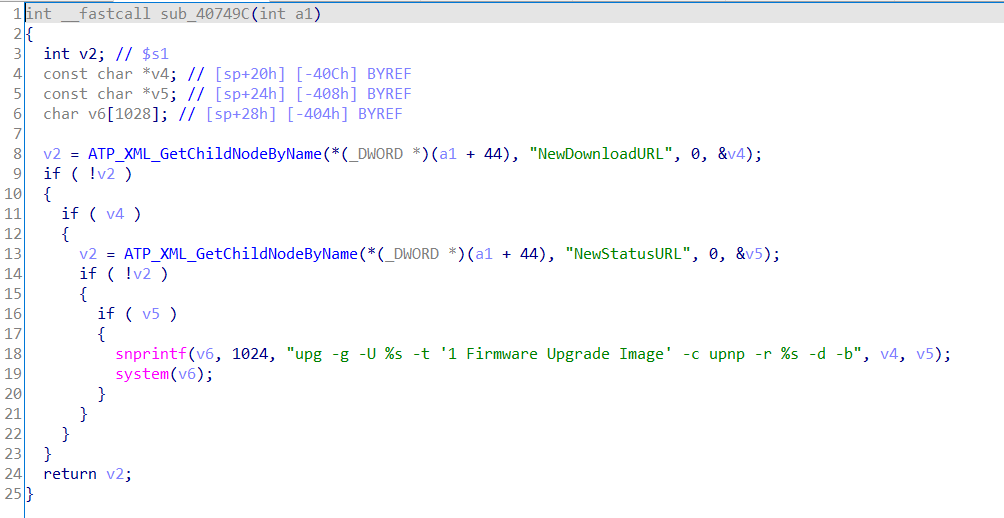 1 int __fastcall sub_40749C(int a1)
2 {
3   int v2; // $s1
4   const char *v4; // [sp+20h] [-40Ch] BYREF
5   const char *v5; // [sp+24h] [-408h] BYREF
6   char v6[1028]; // [sp+28h] [-404h] BYREF
7
8   v2 = ATP_XML_GetChildNodeByName(*(_DWORD *)(a1 + 44), "NewDownloadURL", 0, &v4);
9   if ( !v2 )
10   {
11     if ( v4 )
12     {
13       v2 = ATP_XML_GetChildNodeByName(*(_DWORD *)(a1 + 44), "NewStatusURL", 0, &v5);
14       if ( !v2 )
15       {
16         if ( v5 )
17         {
18           snprintf(v6, 1024, "upg -g -U %s -t '1 Firmware Upgrade Image' -c upnp -r %s -d -b", v4, v5);
19           system(v6);
20         }
21       }
22     }
23   }
24   return v2;
25 }